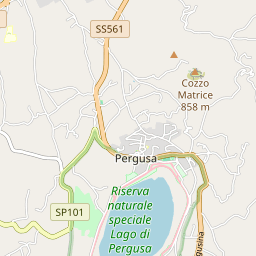 SS561
Cozzo
Matrice
858 m
Pergusa
Riserva
naturale
speciale
Lago di
Pergusa
SP101